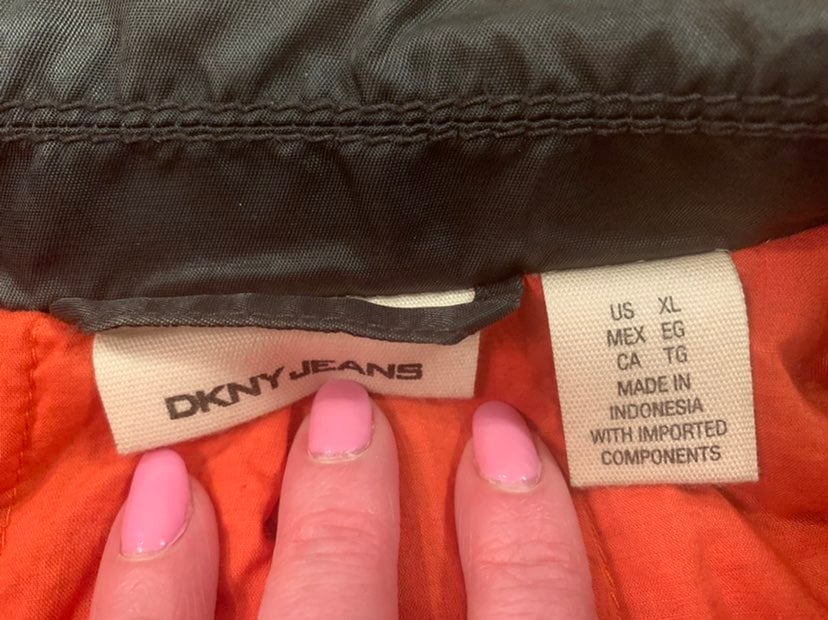 DKNY JEANS
US XL
MEX EG
CA TG
MADE IN
INDONESIA
WITH IMPORTED
COMPONENTS